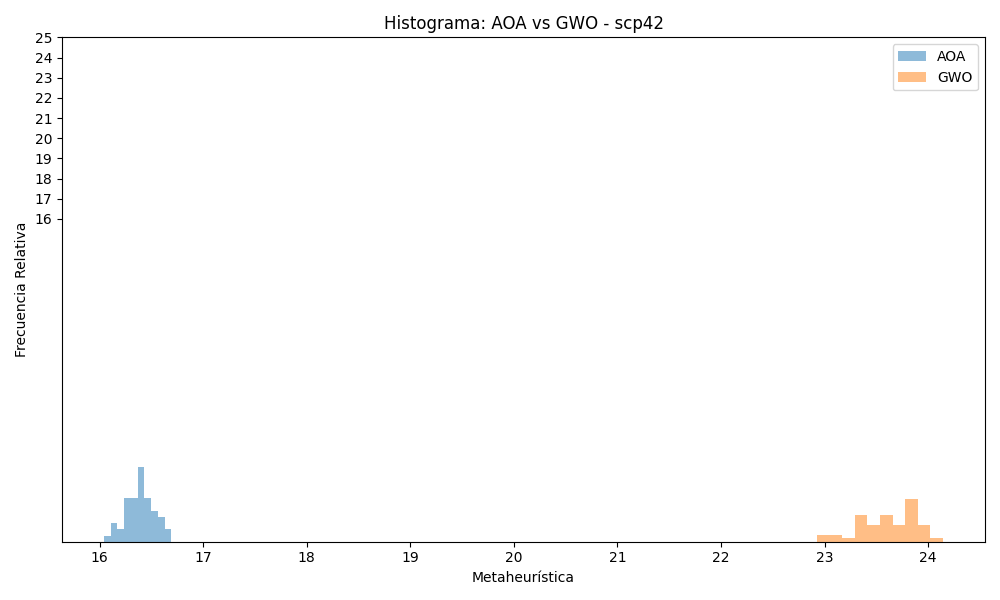 Histograma: AOA vs GWO - scp42
AOA
GWO
25
24
23
22
21
20
19
18
17
16
Frecuencia Relativa
16 17 18 19 20 21 22 23 24
Metaheurística